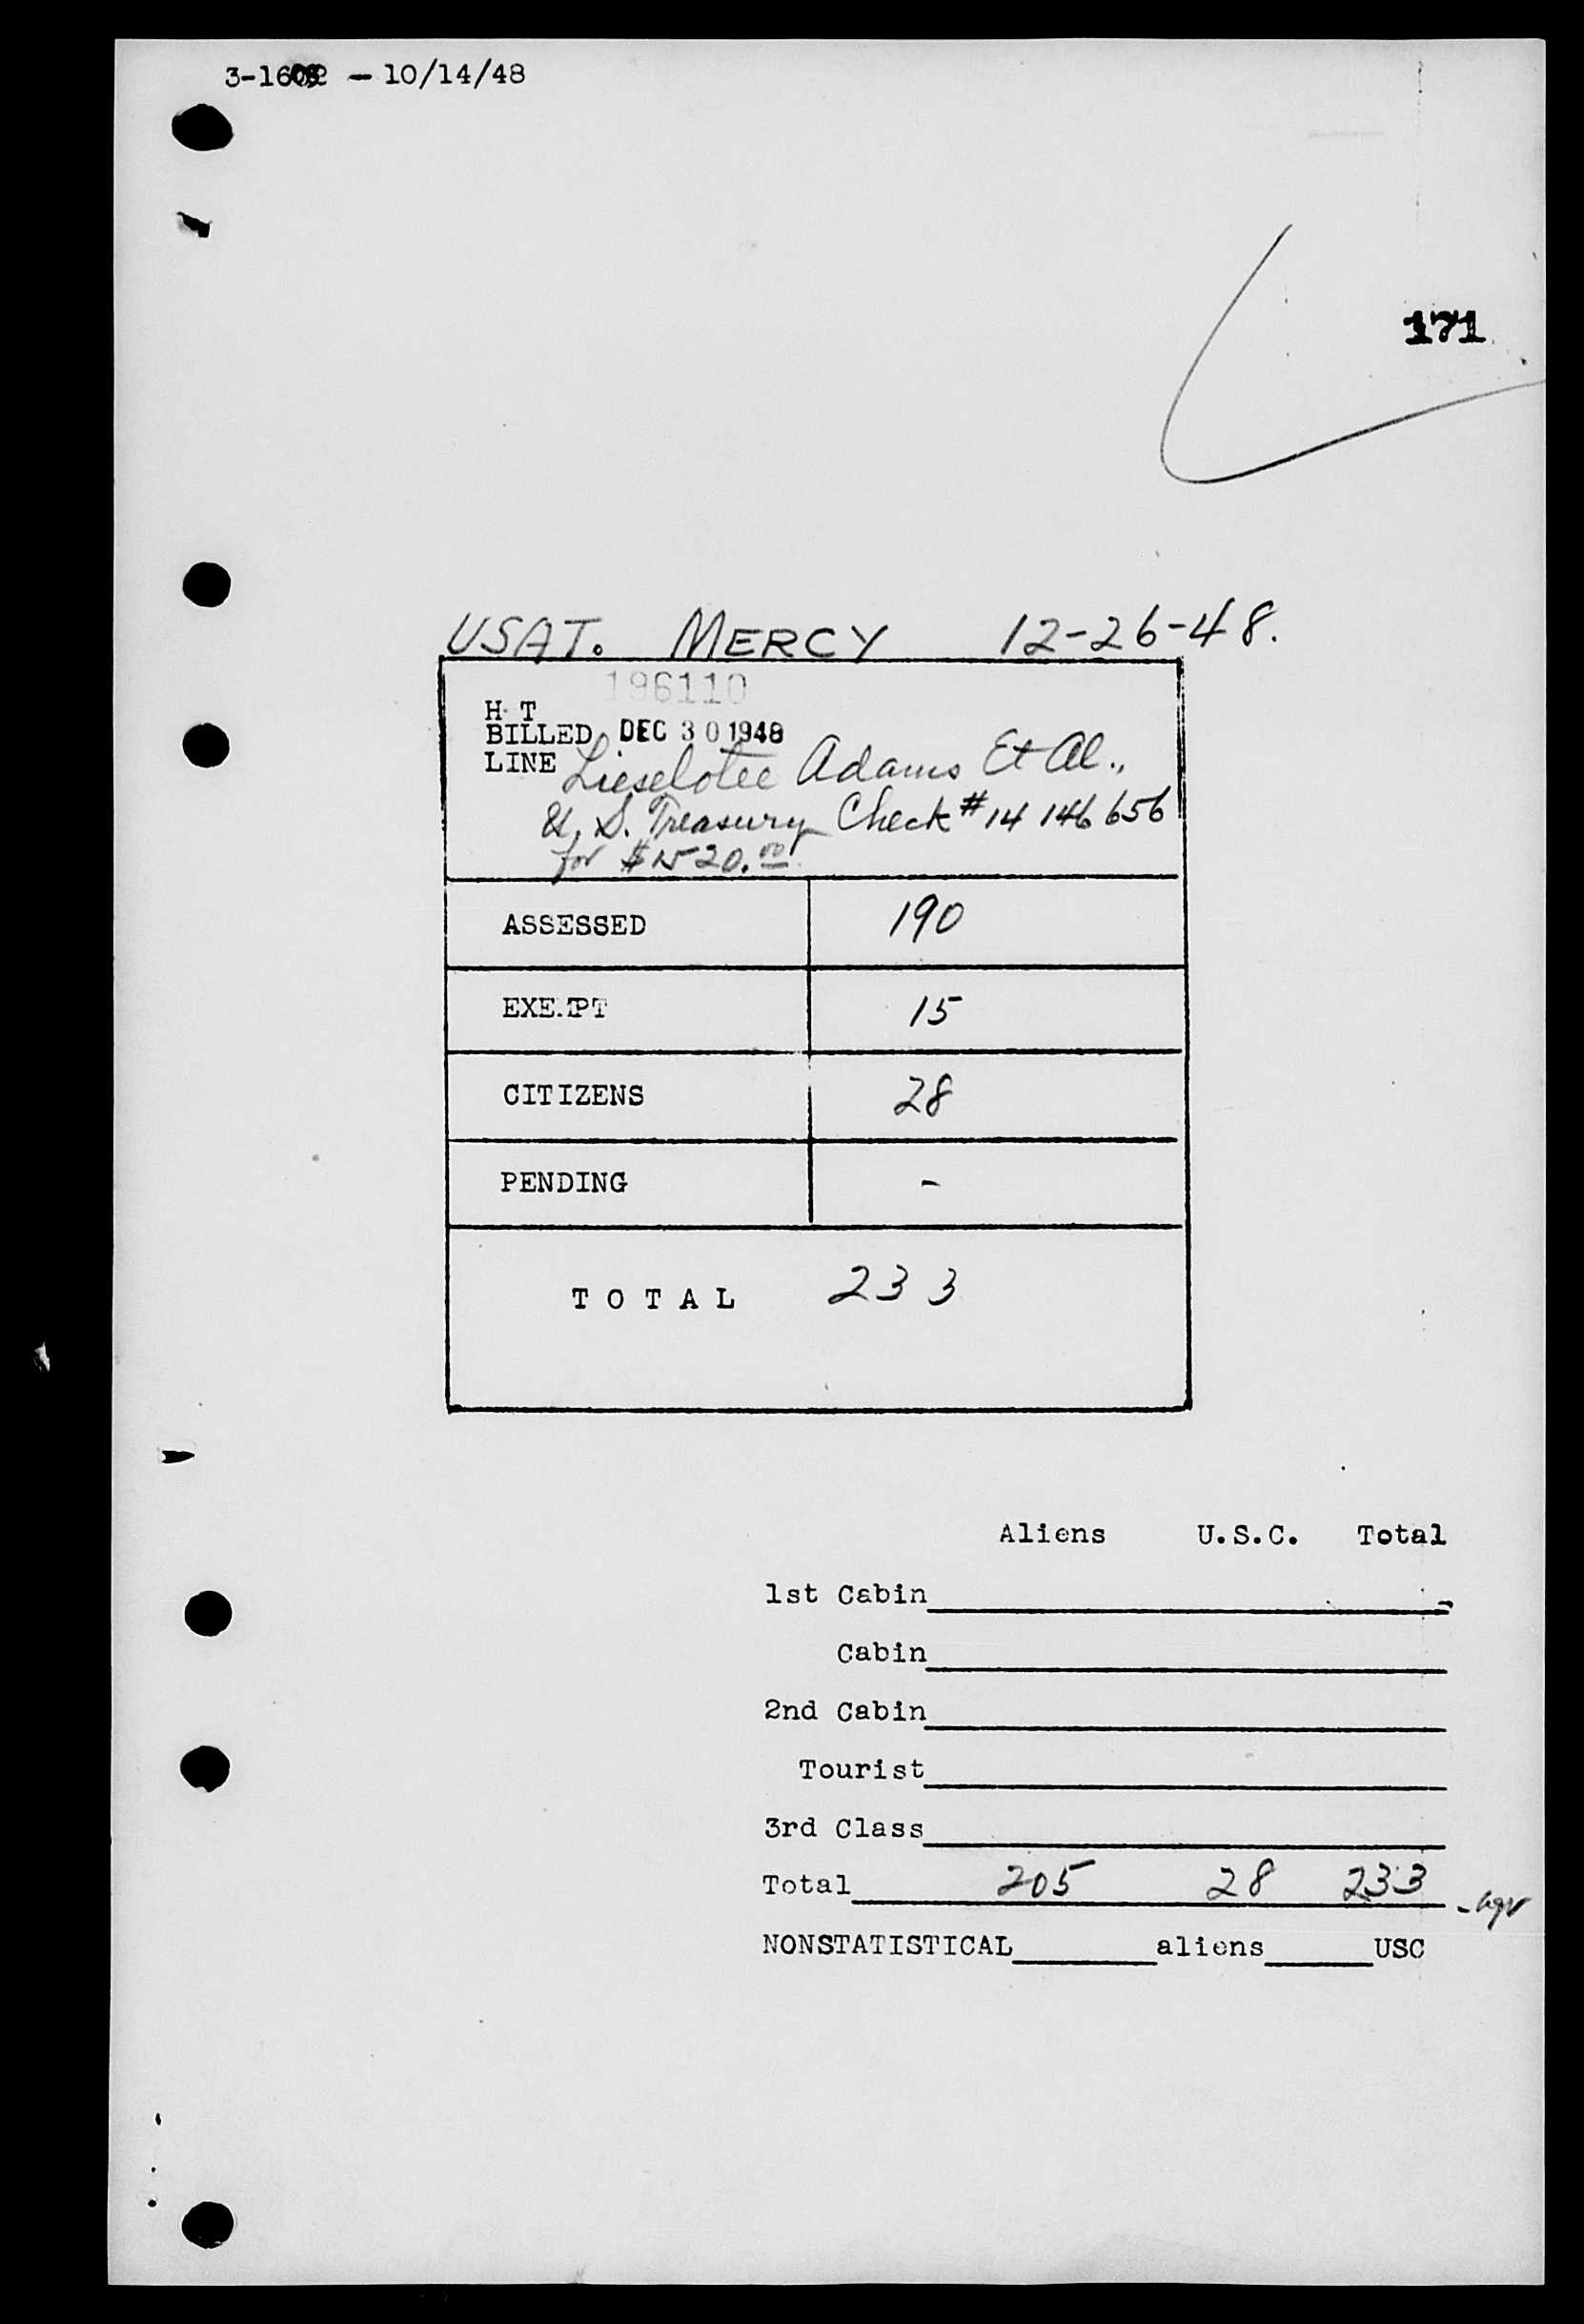 3-1602 - 10/14/48
171
USAT. MERCY 12-26-48.
196110
H T
BILLED DEC 30 1948
LINE Lieselotte Adams Et Al.,
U.S. Treasury Check # 14 146 656
for $1520.00
ASSESSED 190
EXEMPT 15
CITIZENS 28
PENDING -
TOTAL 233
Aliens U.S.C. Total
1st Cabin
Cabin
2nd Cabin
Tourist
3rd Class
Total 205 28 233
NONSTATISTICAL aliens USC